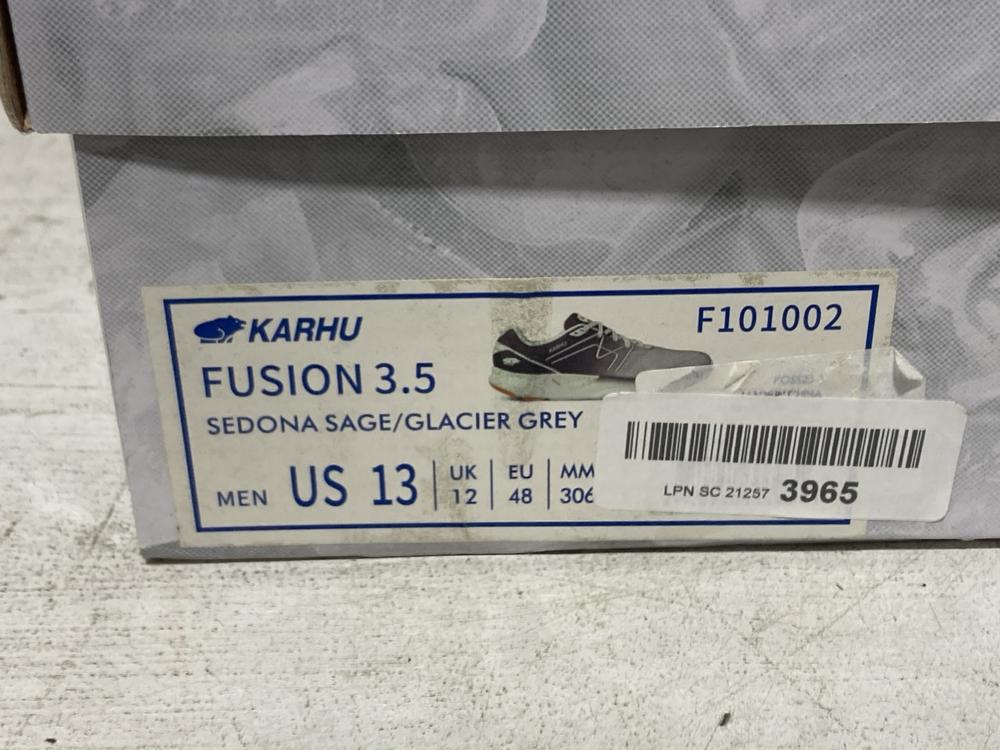 KARHU
F101002
FUSION 3.5
SEDONA SAGE/GLACIER GREY
MEN US 13 UK 12 EU 48 MM 306
LPN SC 21257 3965